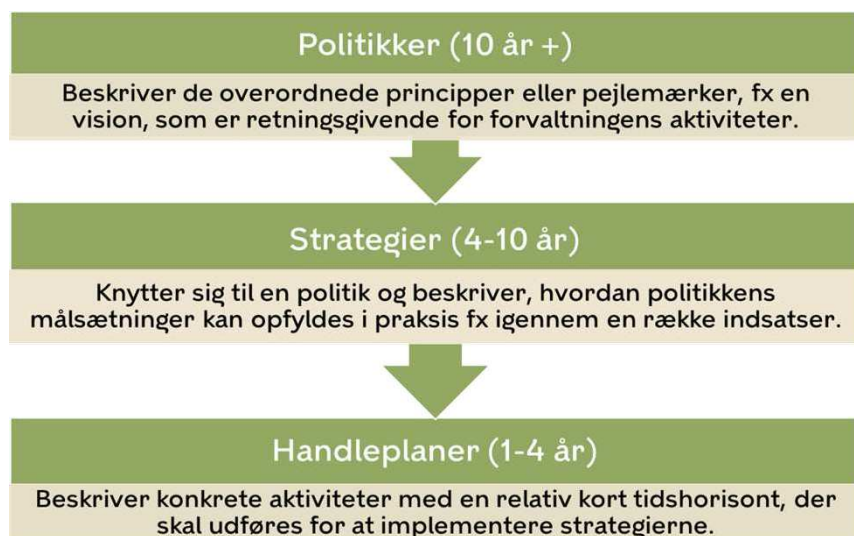 Politikker (10 år +)
Beskriver de overordnede principper eller pejlemærker, fx en
vision, som er retningsgivende for forvaltningens aktiviteter.
Strategier (4-10 år)
Knytter sig til en politik og beskriver, hvordan politikkens
målsætninger kan opfyldes i praksis fx igennem en række indsatser.
Handleplaner (1-4 år)
Beskriver konkrete aktiviteter med en relativ kort tidshorisont, der
skal udføres for at implementere strategierne.